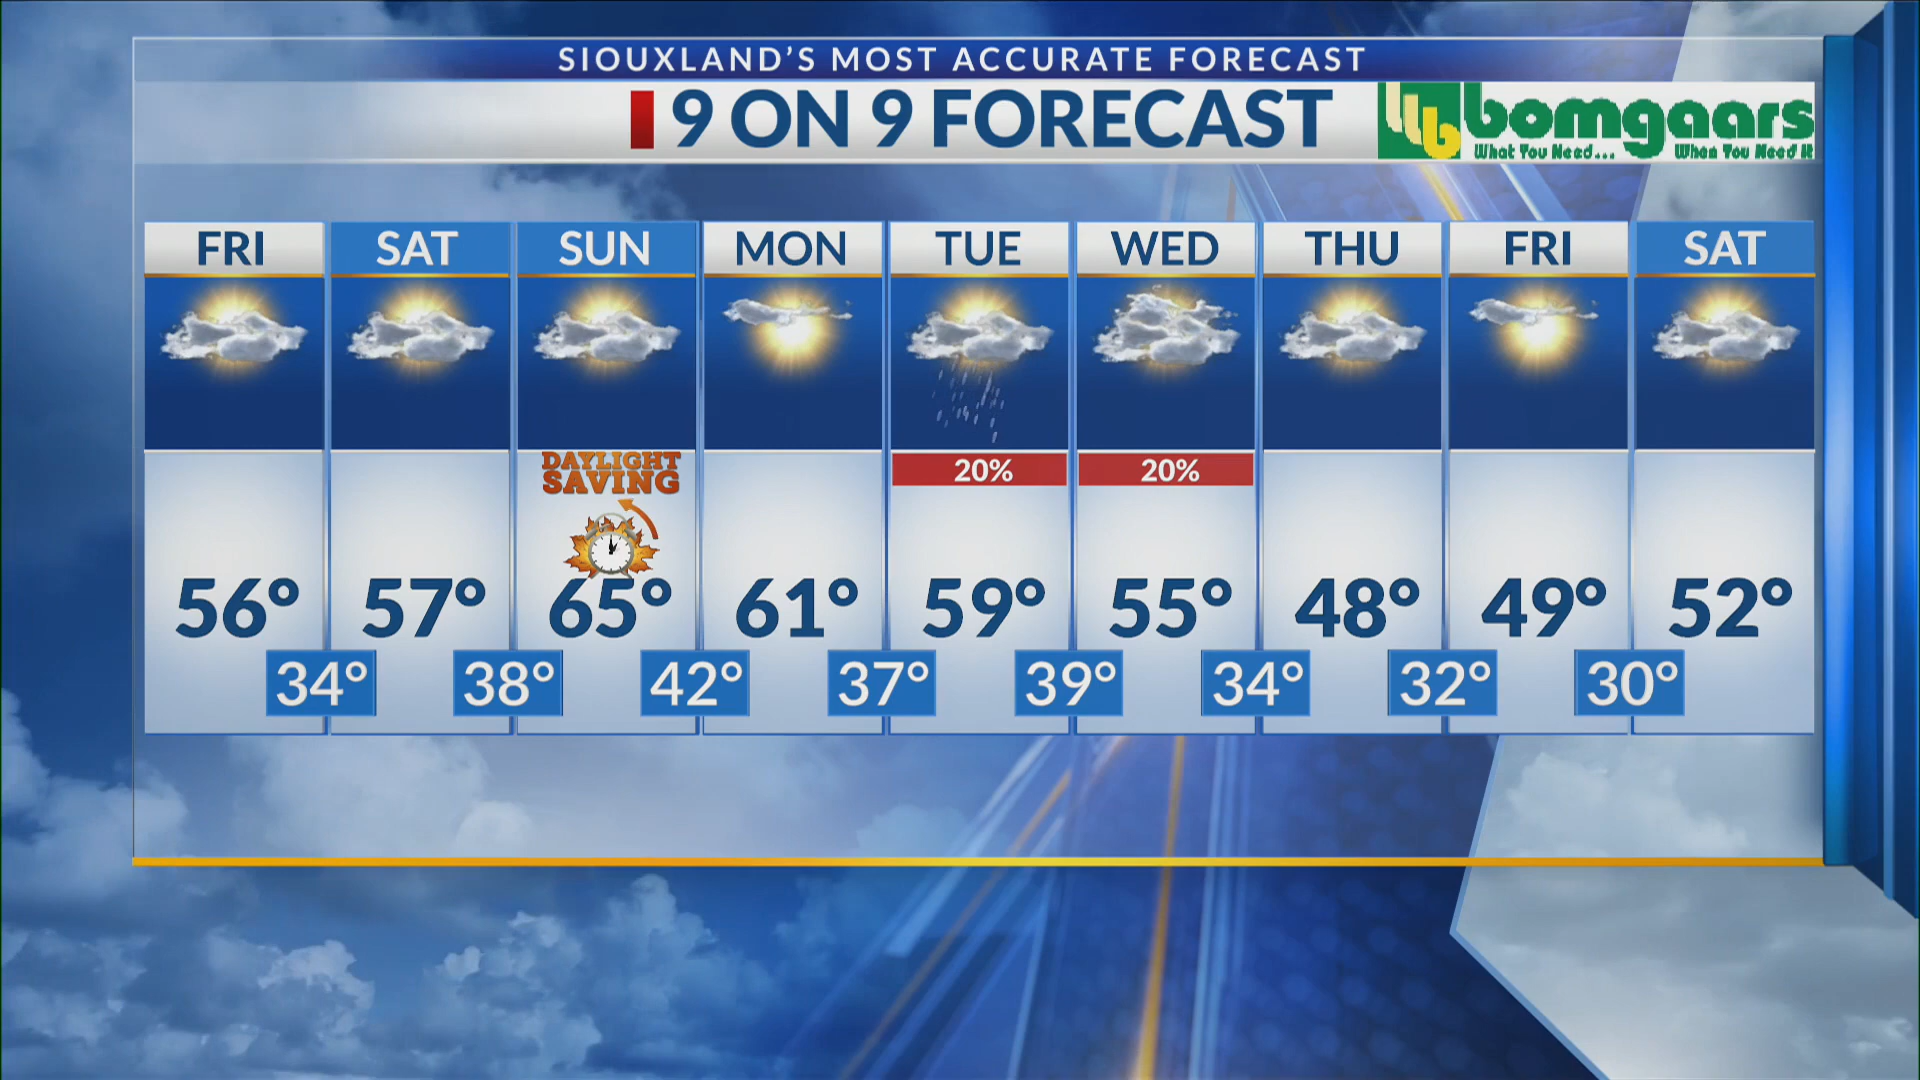 SIOUXLAND'S MOST ACCURATE FORECAST
9 ON 9 FORECAST
bomgaars
What You Need... When You Need It
FRI SAT SUN MON TUE WED THU FRI SAT
DAYLIGHT
SAVING
20% 20%
56° 57° 65° 61° 59° 55° 48° 49° 52°
34° 38° 42° 37° 39° 34° 32° 30°